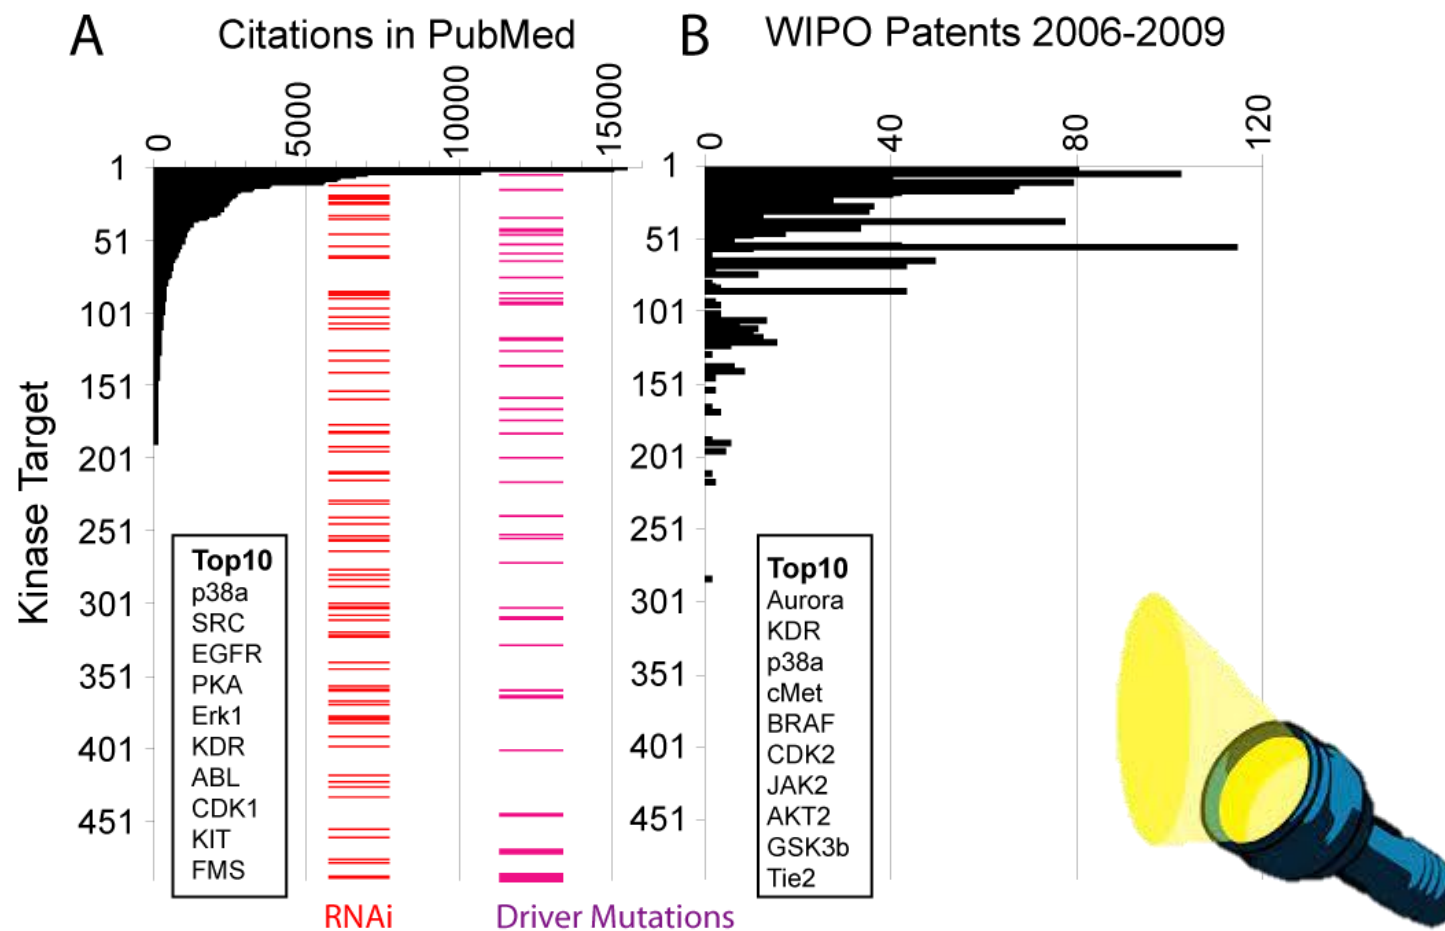 A
Citations in PubMed
0
5000
10000
15000
1
51
101
151
201
251
301
351
401
451
Kinase Target
Top10
p38a
SRC
EGFR
PKA
Erk1
KDR
ABL
CDK1
KIT
FMS
RNAi
Driver Mutations
B
WIPO Patents 2006-2009
0
40
80
120
1
51
101
151
201
251
301
351
401
451
Top10
Aurora
KDR
p38a
cMet
BRAF
CDK2
JAK2
AKT2
GSK3b
Tie2